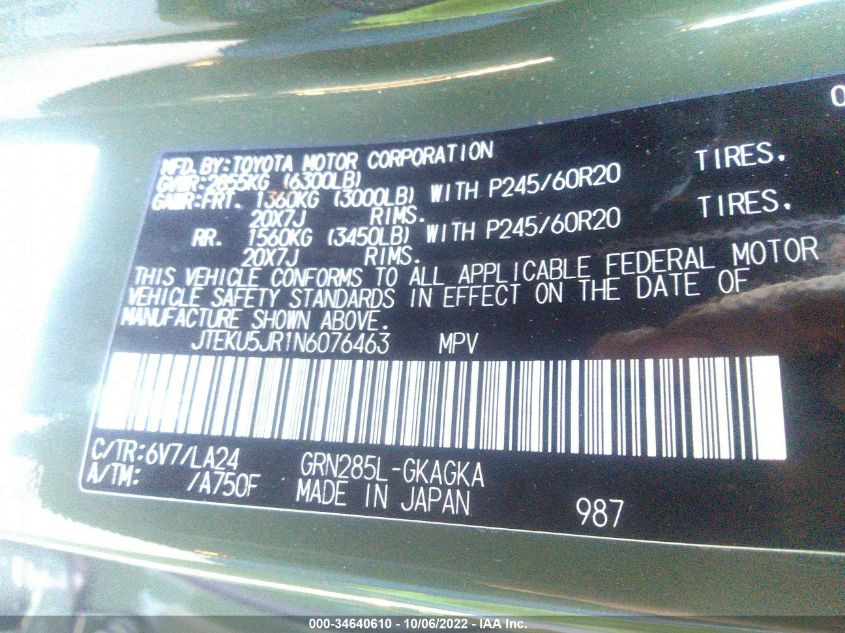 MFD.BY:TOYOTA MOTOR CORPORATION
GVWR:2855KG (6300LB)
GAWR:FRT. 1360KG (3000LB) WITH P245/60R20 TIRES,
20X7J RIMS.
RR. 1560KG (3450LB) WITH P245/60R20 TIRES,
20X7J RIMS.
THIS VEHICLE CONFORMS TO ALL APPLICABLE FEDERAL MOTOR
VEHICLE SAFETY STANDARDS IN EFFECT ON THE DATE OF
MANUFACTURE SHOWN ABOVE.
JTEKU5JR1N6076463 MPV
C/TR:6V7/LA24 GRN285L-GKAGKA
A/TM: /A750F MADE IN JAPAN 987
000-34640610 - 10/06/2022 - IAA Inc.